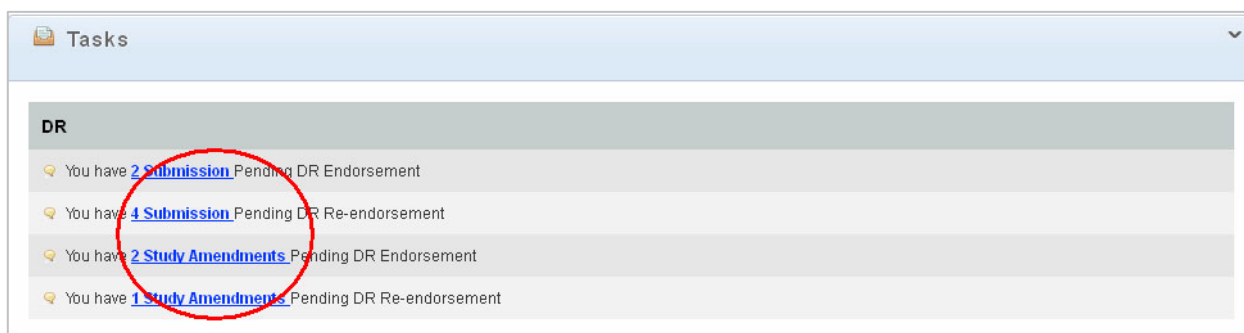 Tasks
DR
You have 2 Submission Pending DR Endorsement
You have 4 Submission Pending DR Re-endorsement
You have 2 Study Amendments Pending DR Endorsement
You have 1 Study Amendments Pending DR Re-endorsement